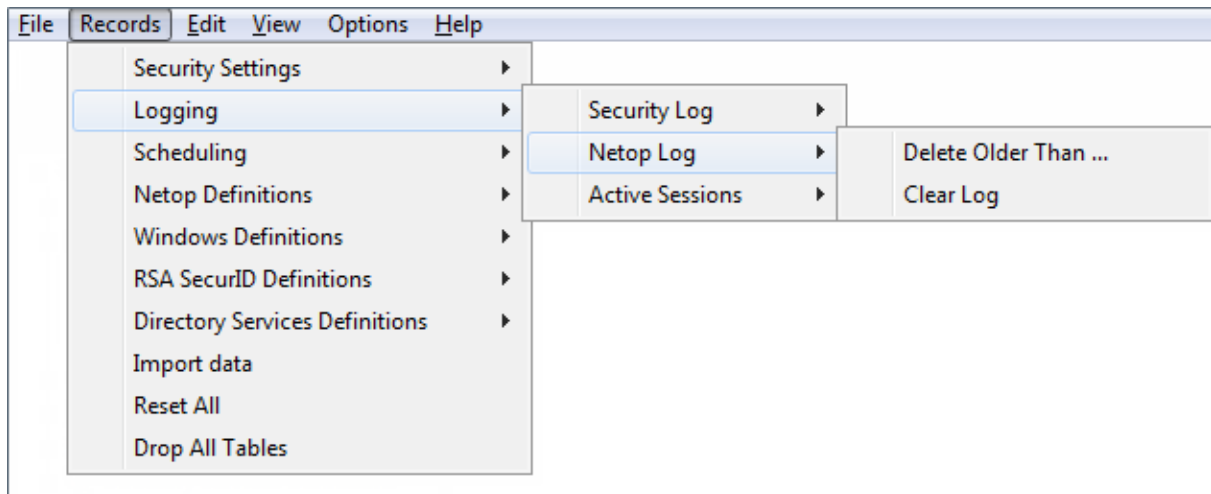 File Records Edit View Options Help
Security Settings
Logging
Scheduling
Netop Definitions
Windows Definitions
RSA SecurID Definitions
Directory Services Definitions
Import data
Reset All
Drop All Tables
Security Log
Netop Log
Active Sessions
Delete Older Than ...
Clear Log